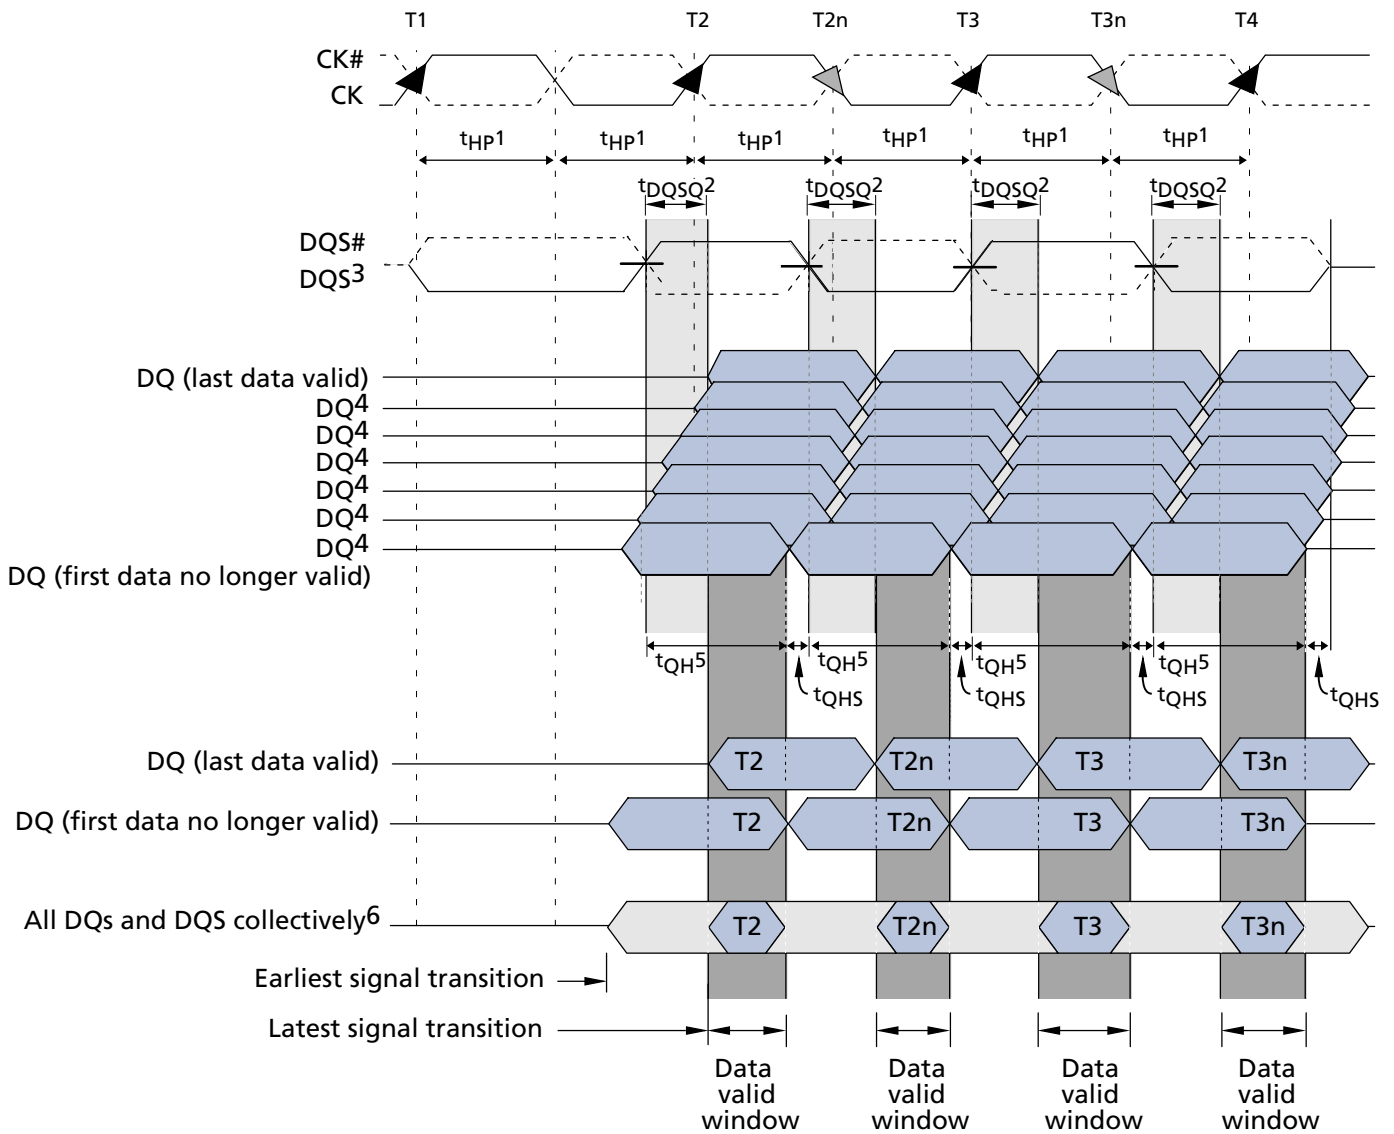 T1 T2 T2n T3 T3n T4
CK#
CK
tHP1 tHP1 tHP1 tHP1 tHP1 tHP1
tDQSQ2 tDQSQ2 tDQSQ2 tDQSQ2
DQS#
DQS3
DQ (last data valid)
DQ4
DQ4
DQ4
DQ4
DQ4
DQ4
DQ (first data no longer valid)
tQH5 tQH5 tQH5 tQH5
tQHS tQHS tQHS tQHS
DQ (last data valid) T2 T2n T3 T3n
DQ (first data no longer valid) T2 T2n T3 T3n
All DQs and DQS collectively6 T2 T2n T3 T3n
Earliest signal transition
Latest signal transition
Data Data Data Data
valid valid valid valid
window window window window